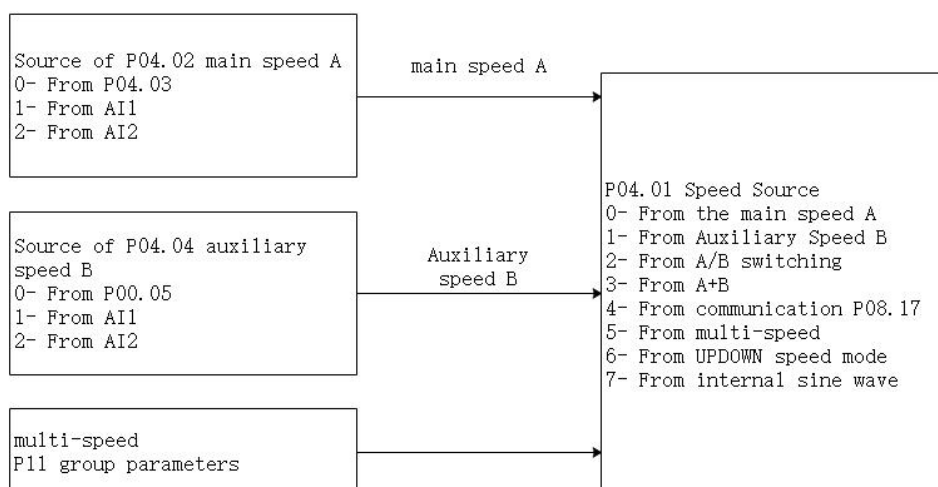 Source of P04.02 main speed A
0- From P04.03
1- From AI1
2- From AI2
main speed A
Source of P04.04 auxiliary
speed B
0- From P00.05
1- From AI1
2- From AI2
Auxiliary
speed B
multi-speed
P11 group parameters
P04.01 Speed Source
0- From the main speed A
1- From Auxiliary Speed B
2- From A/B switching
3- From A+B
4- From communication P08.17
5- From multi-speed
6- From UPDOWN speed mode
7- From internal sine wave